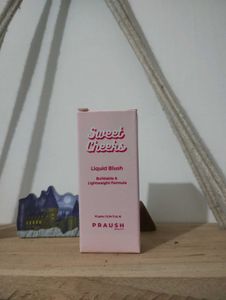 Sweet
Cheeks
Liquid Blush
Buildable &
Lightweight Formula
PRAUSH